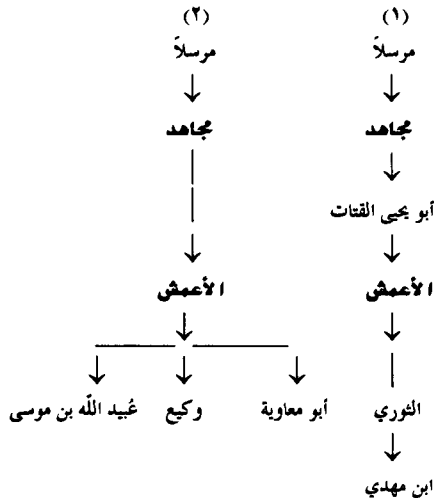 (١) (٢)
مرسلاً مرسلاً
مجاهد مجاهد
أبو يحيى القتات
الأعمش الأعمش
الثوري أبو معاوية وكيع عُبيد اللّه بن موسى
ابن مهدي